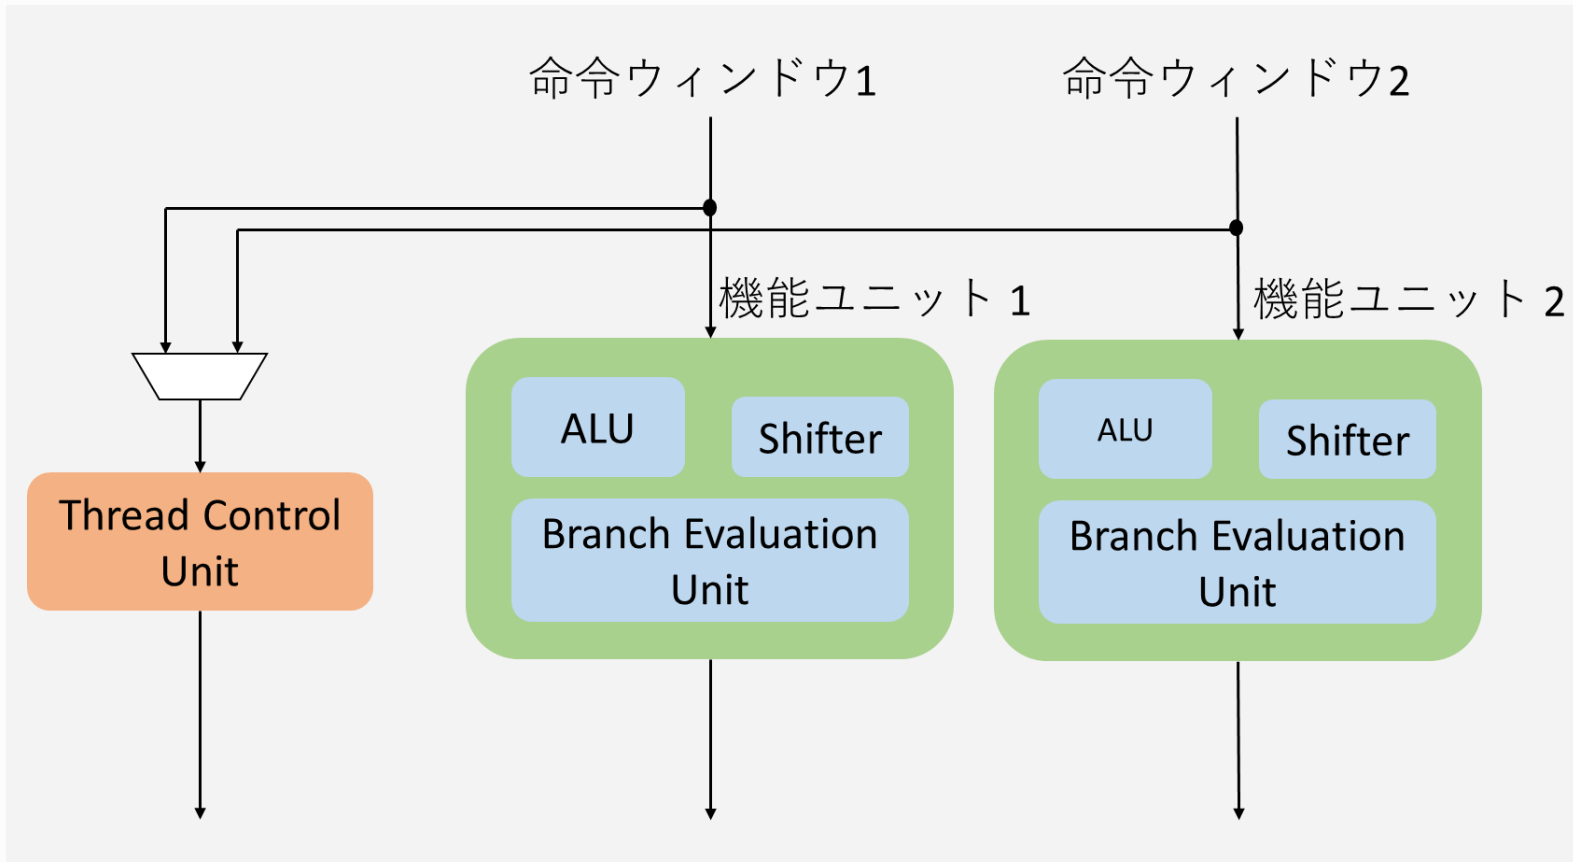 命令ウィンドウ1
命令ウィンドウ2
機能ユニット 1
機能ユニット 2
ALU
Shifter
Branch Evaluation
Unit
ALU
Shifter
Branch Evaluation
Unit
Thread Control
Unit